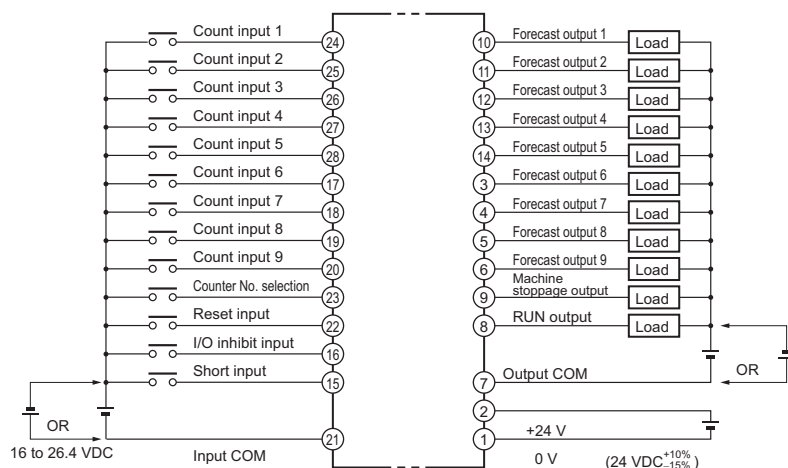 Count input 1 24
Count input 2 25
Count input 3 26
Count input 4 27
Count input 5 28
Count input 6 17
Count input 7 18
Count input 8 19
Count input 9 20
Counter No. selection 23
Reset input 22
I/O inhibit input 16
Short input 15
OR
16 to 26.4 VDC
Input COM 21
10 Forecast output 1 Load
11 Forecast output 2 Load
12 Forecast output 3 Load
13 Forecast output 4 Load
14 Forecast output 5 Load
3 Forecast output 6 Load
4 Forecast output 7 Load
5 Forecast output 8 Load
6 Forecast output 9 Load
Machine
9 stoppage output Load
8 RUN output Load
OR
7 Output COM
2
+24 V
1
0 V (24 VDC +10% –15% )